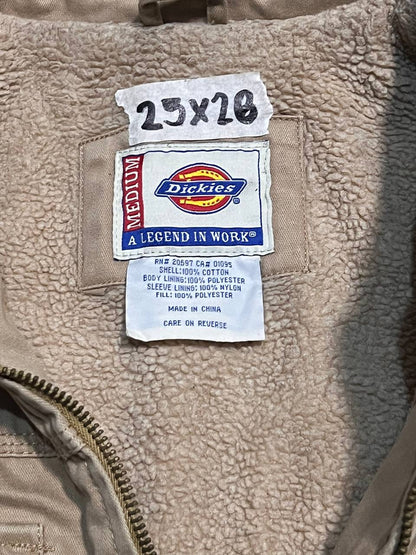 23x28
MEDIUM
Dickies
A LEGEND IN WORK®
RN# 20697 CA# 01095
SHELL: 100% COTTON
BODY LINING: 100% POLYESTER
SLEEVE LINING: 100% NYLON
FILL: 100% POLYESTER
MADE IN CHINA
CARE ON REVERSE